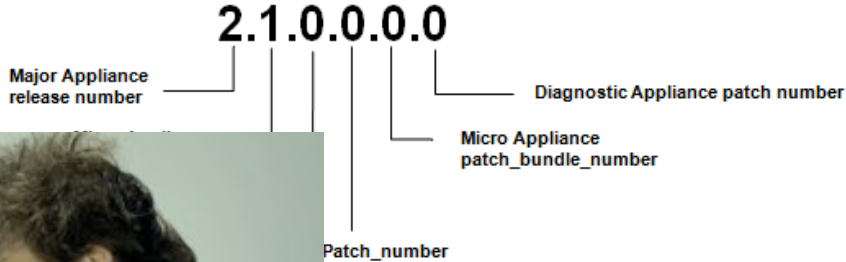 2.1.0.0.0.0
Major Appliance
release number
Diagnostic Appliance patch number
Micro Appliance
patch_bundle_number
Patch_number